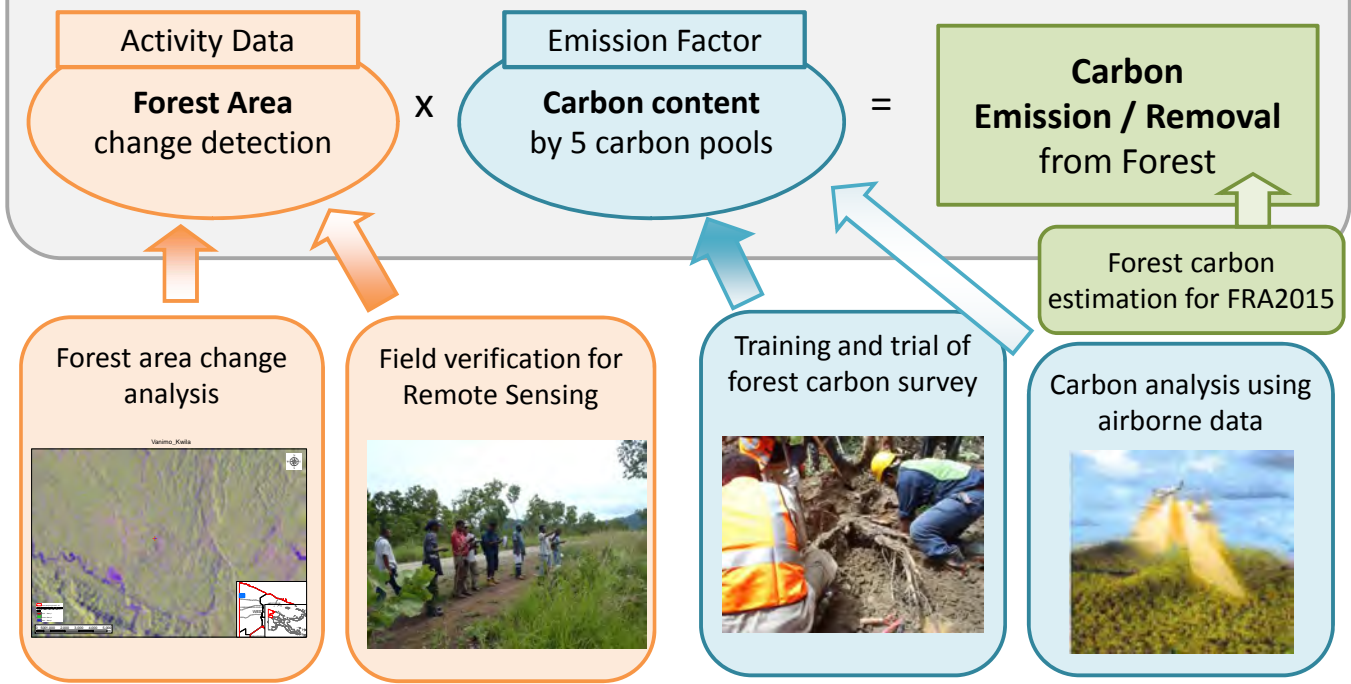 Activity Data
Forest Area
change detection
x
Emission Factor
Carbon content
by 5 carbon pools
=
Carbon
Emission / Removal
from Forest
Forest carbon
estimation for FRA2015
Forest area change
analysis
Vanimo_Kwila
Field verification for
Remote Sensing
Training and trial of
forest carbon survey
Carbon analysis using
airborne data